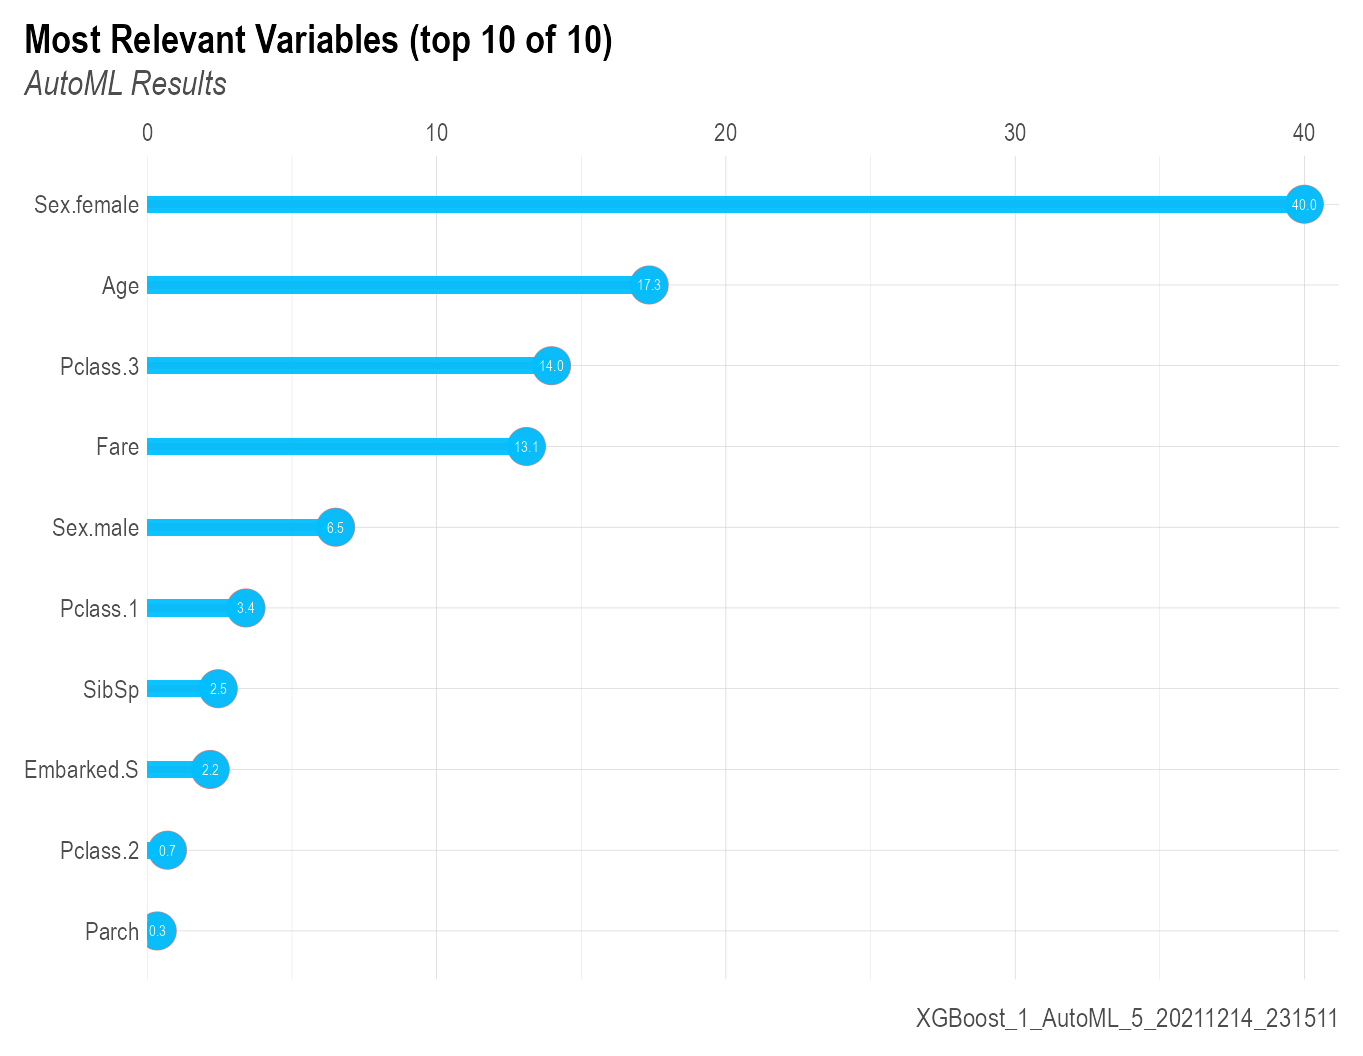 Most Relevant Variables (top 10 of 10)
AutoML Results
0 10 20 30 40
Sex.female 40.0
Age 17.3
Pclass.3 14.0
Fare 13.1
Sex.male 6.5
Pclass.1 3.4
SibSp 2.5
Embarked.S 2.2
Pclass.2 0.7
Parch 0.3
XGBoost_1_AutoML_5_20211214_231511